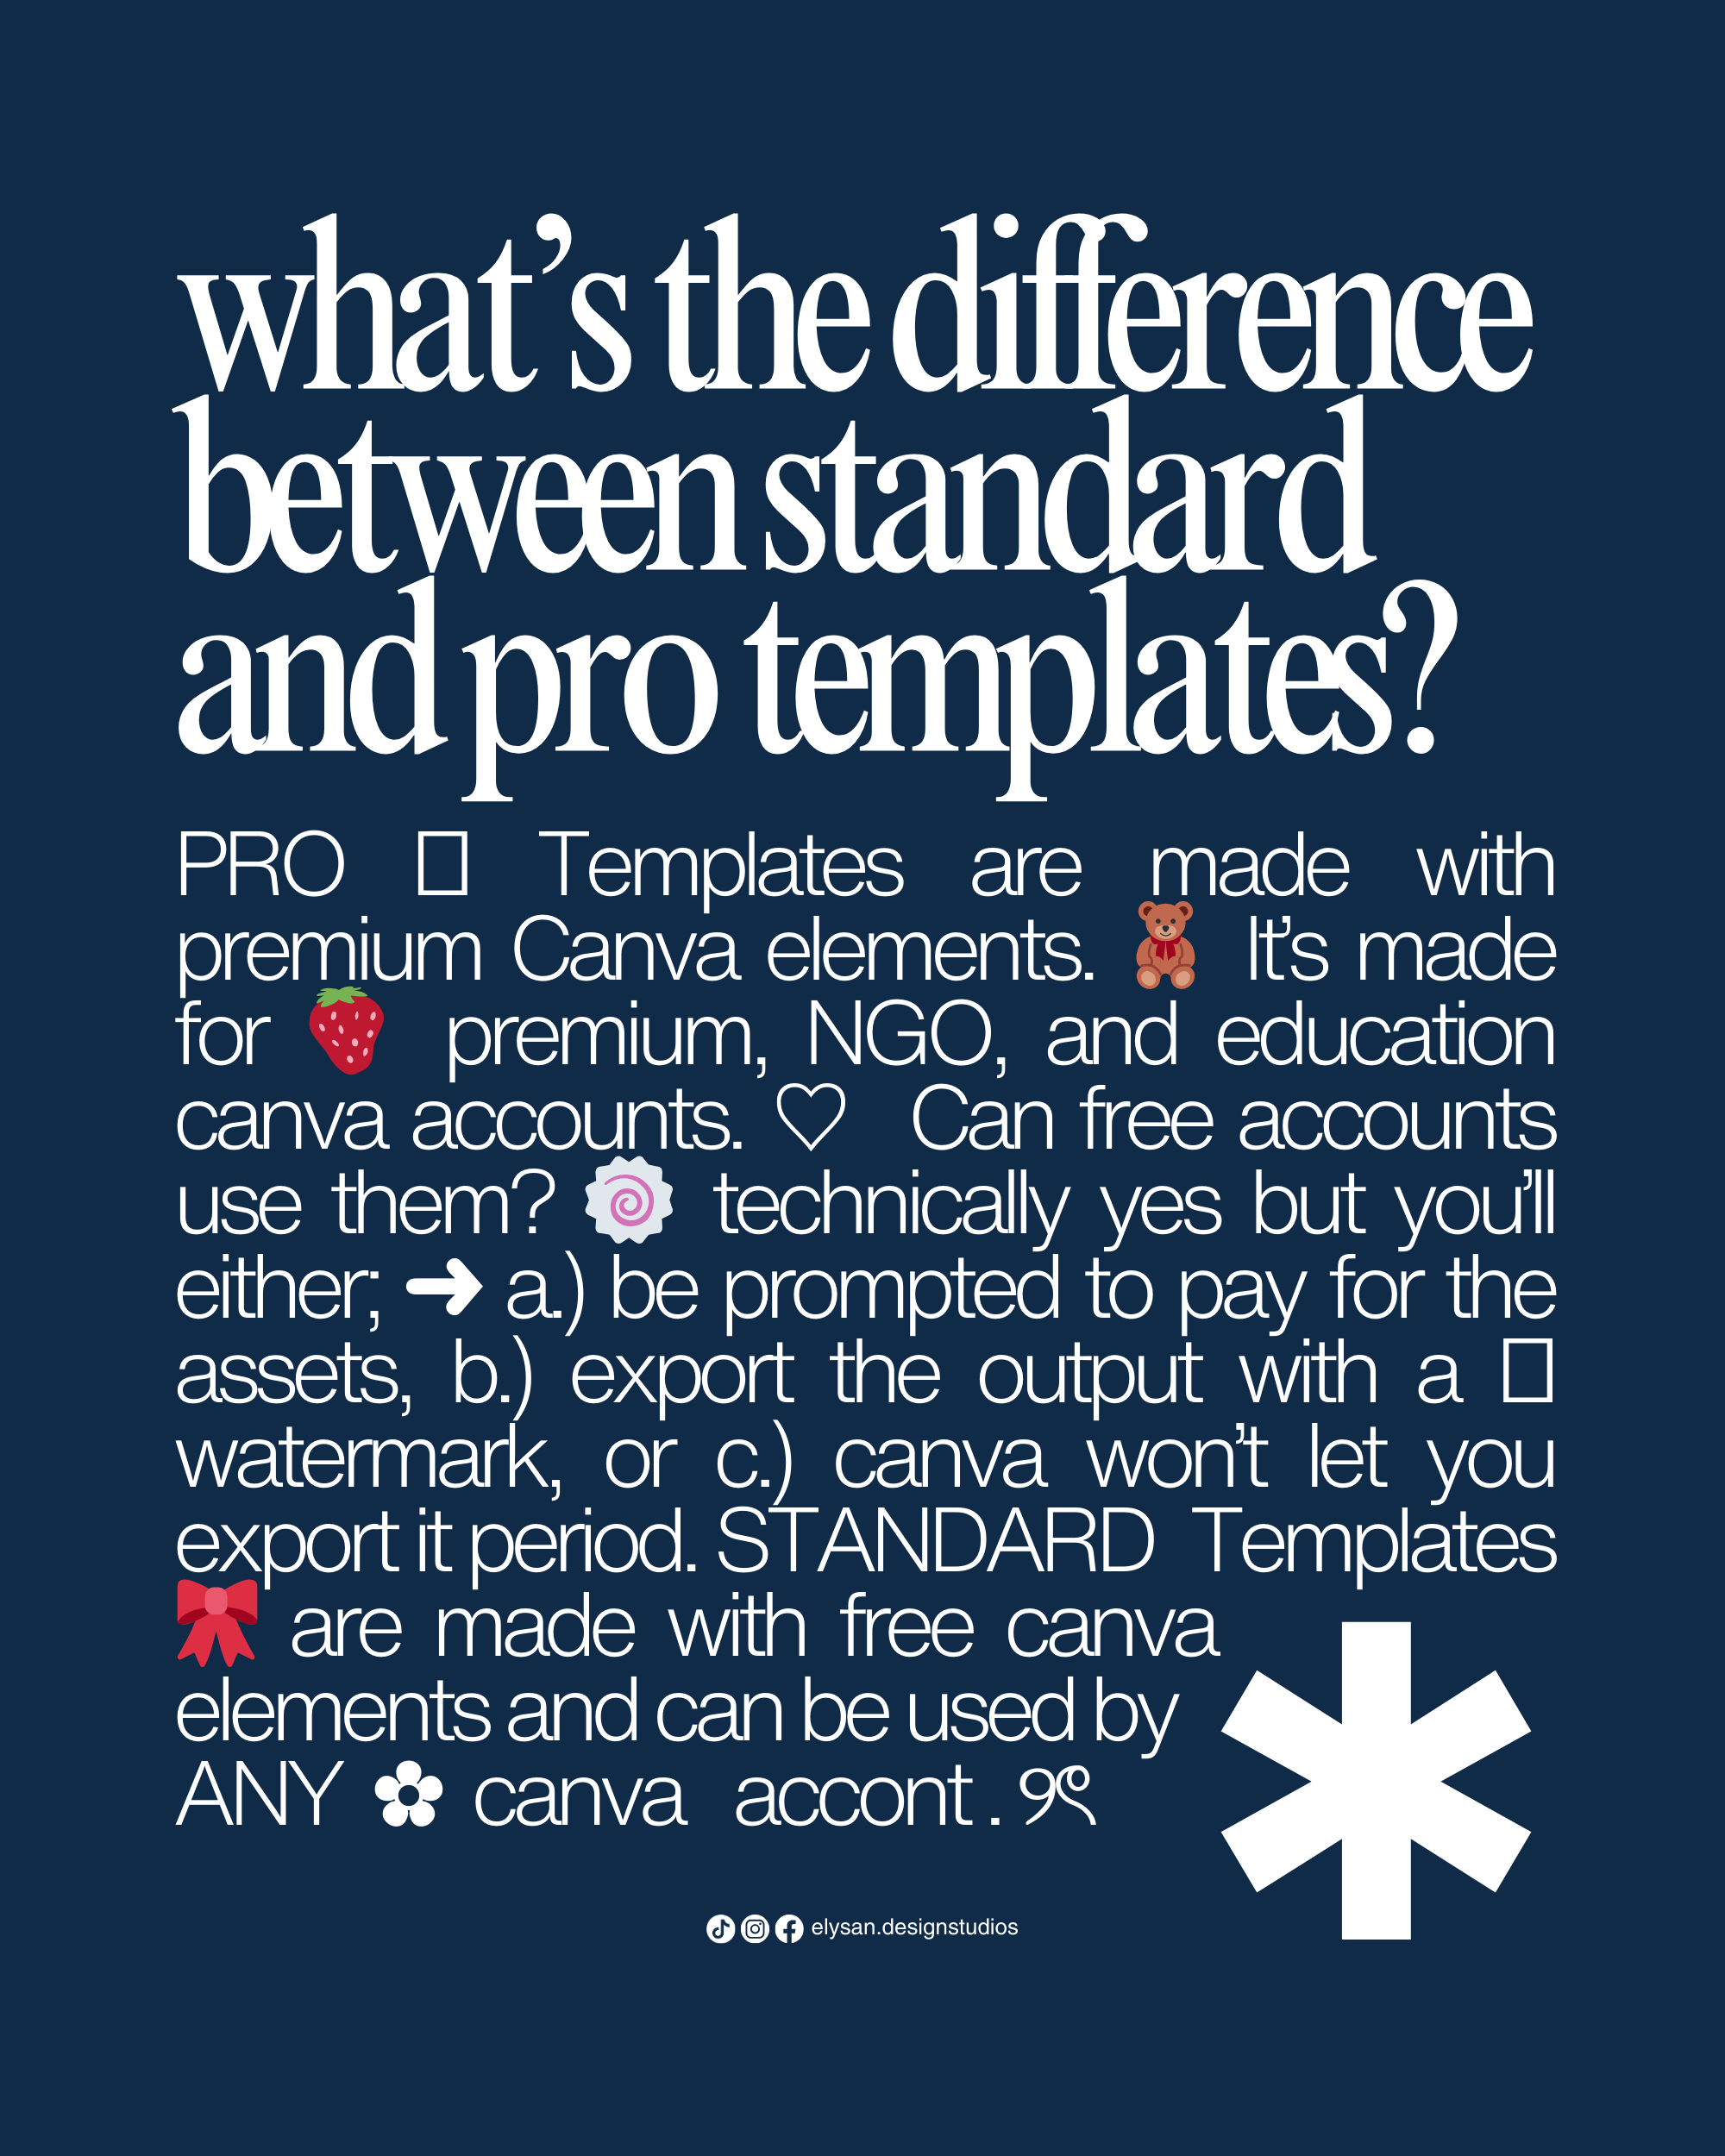 what’s the difference
between standard
and pro templates?
PRO □ Templates are made with
premium Canva elements. 🧸 It’s made
for 🍓 premium, NGO, and education
canva accounts. ♡ Can free accounts
use them? 🍥 technically yes but you’ll
either; ➜ a.) be prompted to pay for the
assets, b.) export the output with a □
watermark, or c.) canva won’t let you
export it period. STANDARD Templates
🎀 are made with free canva
elements and can be used by
ANY ✿ canva accont . ୨ৎ
elysan.designstudios